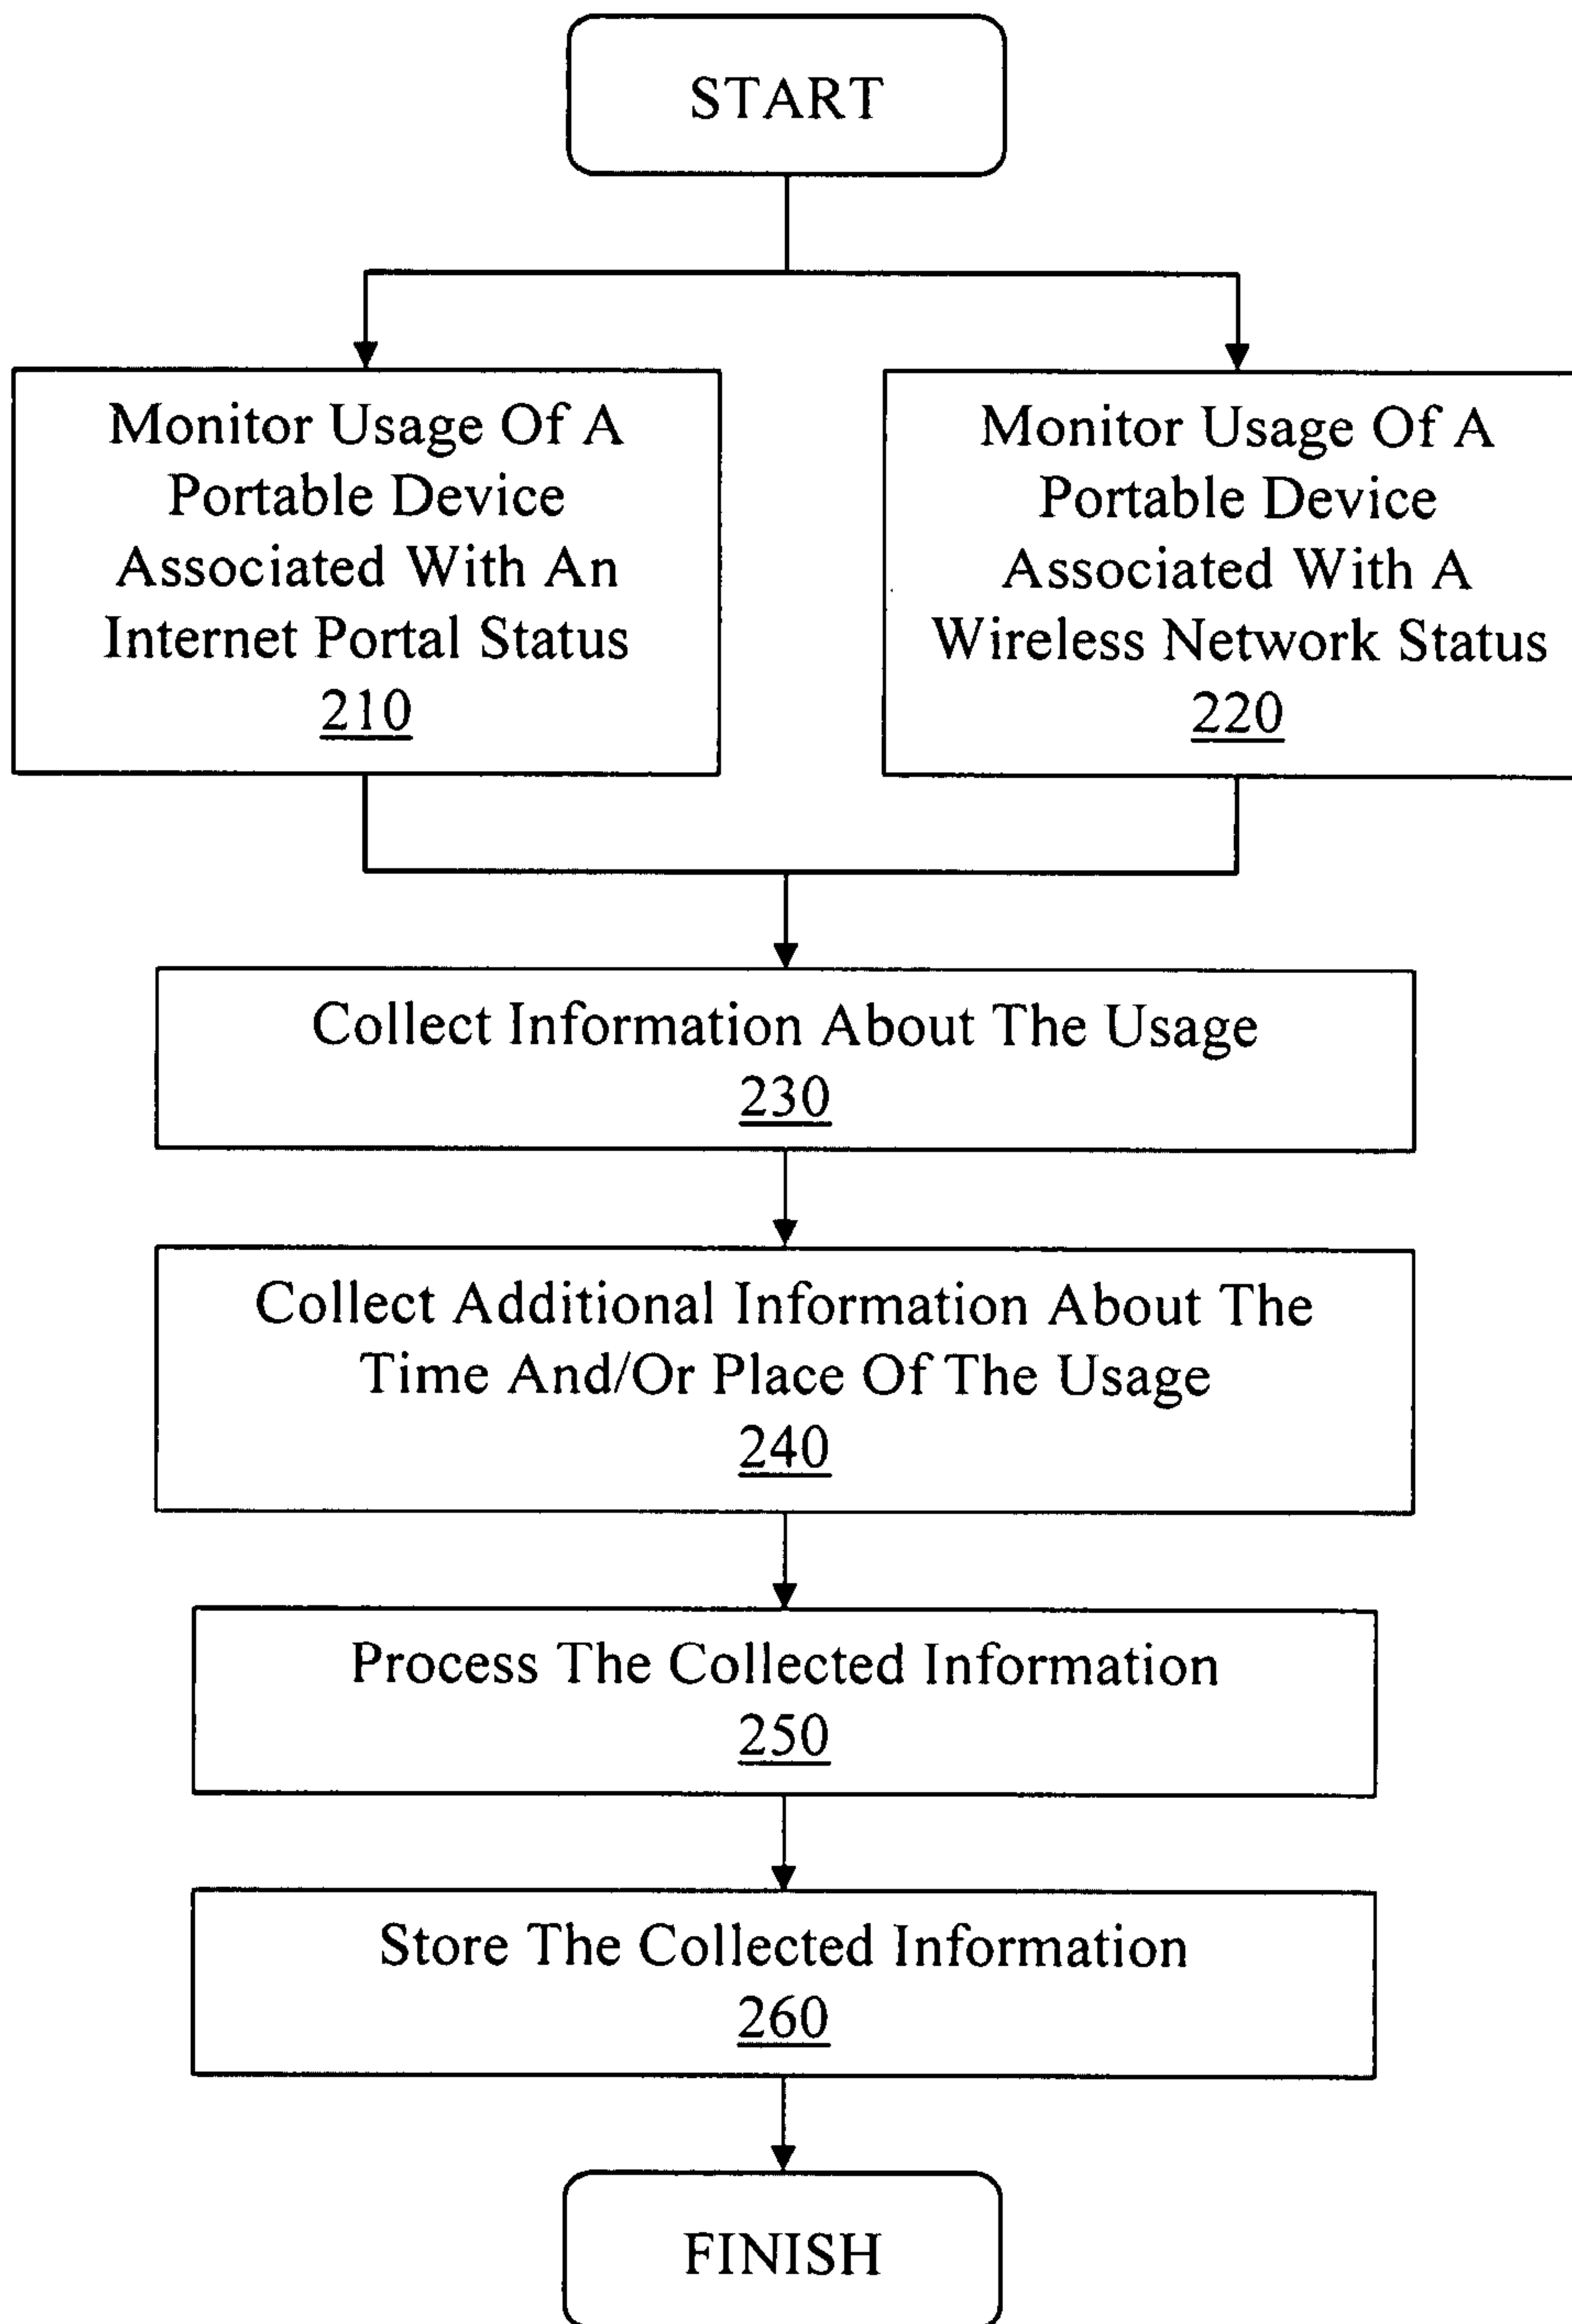 START
Monitor Usage Of A
Portable Device
Associated With An
Internet Portal Status
210
Monitor Usage Of A
Portable Device
Associated With A
Wireless Network Status
220
Collect Information About The Usage
230
Collect Additional Information About The
Time And/Or Place Of The Usage
240
Process The Collected Information
250
Store The Collected Information
260
FINISH